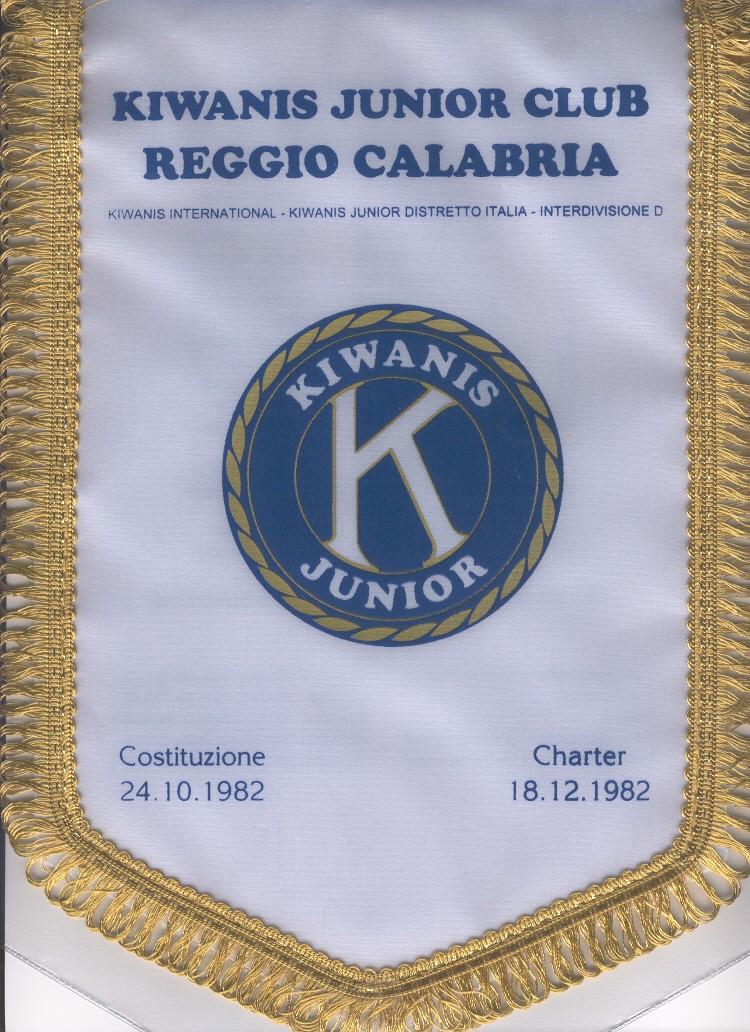 KIWANIS JUNIOR CLUB
REGGIO CALABRIA
KIWANIS INTERNATIONAL - KIWANIS JUNIOR DISTRETTO ITALIA - INTERDIVISIONE D
KIWANIS
K
JUNIOR
Costituzione
24.10.1982
Charter
18.12.1982